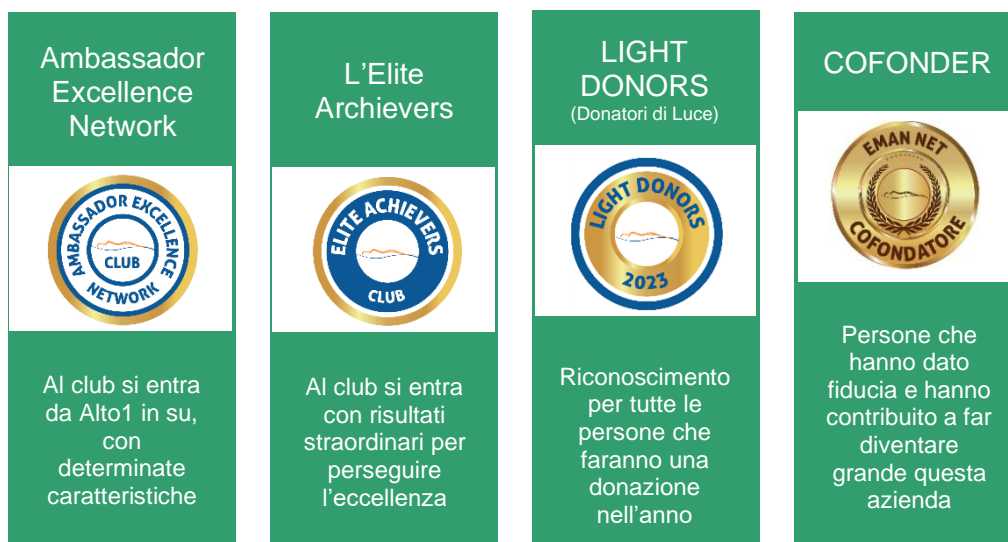 Ambassador
Excellence
Network
AMBASSADOR EXCELLENCE
CLUB
NETWORK
Al club si entra
da Alto1 in su,
con
determinate
caratteristiche
L'Elite
Archievers
ELITE ACHIEVERS
CLUB
Al club si entra
con risultati
straordinari per
perseguire
l'eccellenza
LIGHT
DONORS
(Donatori di Luce)
LIGHT DONORS
2023
Riconoscimento
per tutte le
persone che
faranno una
donazione
nell'anno
COFONDER
EMAN NET
COFONDATORE
Persone che
hanno dato
fiducia e hanno
contribuito a far
diventare
grande questa
azienda